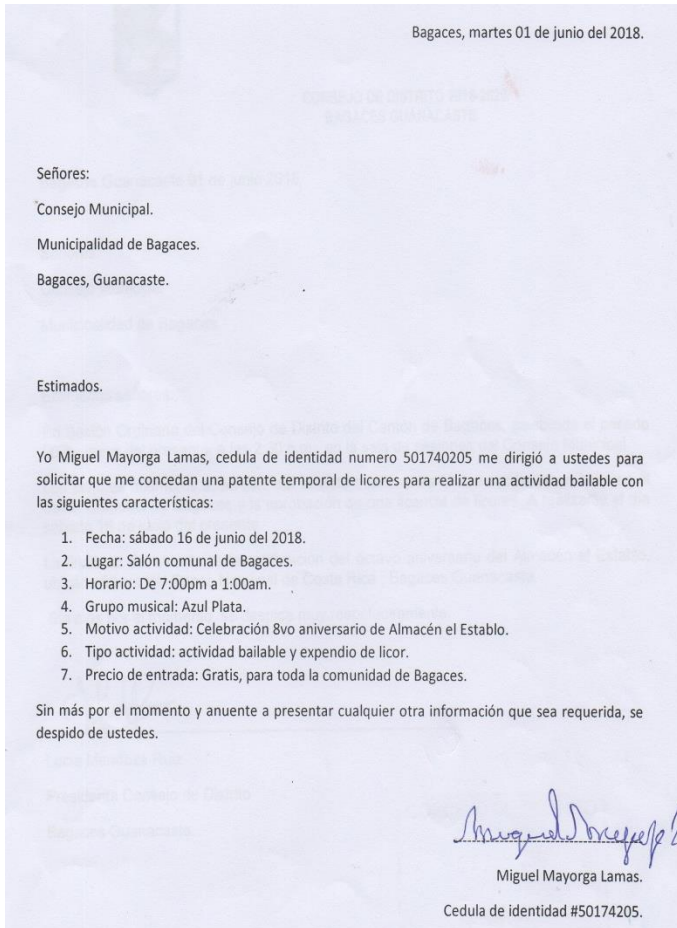 Bagaces, martes 01 de junio del 2018.
Señores:
Consejo Municipal.
Municipalidad de Bagaces.
Bagaces, Guanacaste.
Estimados.
Yo Miguel Mayorga Lamas, cedula de identidad numero 501740205 me dirigió a ustedes para
solicitar que me concedan una patente temporal de licores para realizar una actividad bailable con
las siguientes características:
1. Fecha: sábado 16 de junio del 2018.
2. Lugar: Salón comunal de Bagaces.
3. Horario: De 7:00pm a 1:00am.
4. Grupo musical: Azul Plata.
5. Motivo actividad: Celebración 8vo aniversario de Almacén el Establo.
6. Tipo actividad: actividad bailable y expendio de licor.
7. Precio de entrada: Gratis, para toda la comunidad de Bagaces.
Sin más por el momento y anuente a presentar cualquier otra información que sea requerida, se
despido de ustedes.
Miguel Mayorga Lamas.
Cedula de identidad #50174205.